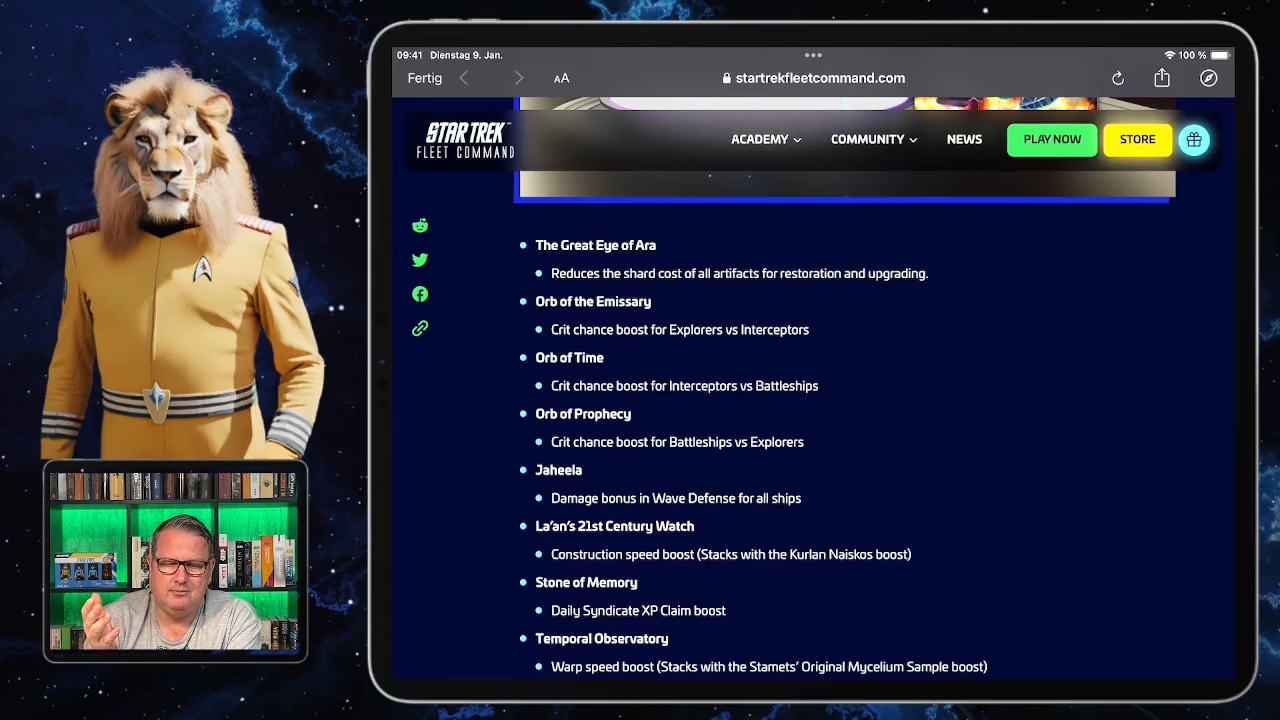 09:41 Dienstag 9. Jan.
100 %
Fertig
AA
startrekfleetcommand.com
STAR TREK
FLEET COMMAND
ACADEMY
COMMUNITY
NEWS
PLAY NOW
STORE
The Great Eye of Ara
Reduces the shard cost of all artifacts for restoration and upgrading.
Orb of the Emissary
Crit chance boost for Explorers vs Interceptors
Orb of Time
Crit chance boost for Interceptors vs Battleships
Orb of Prophecy
Crit chance boost for Battleships vs Explorers
Jaheela
Damage bonus in Wave Defense for all ships
La’an’s 21st Century Watch
Construction speed boost (Stacks with the Kurlan Naiskos boost)
Stone of Memory
Daily Syndicate XP Claim boost
Temporal Observatory
Warp speed boost (Stacks with the Stamets’ Original Mycelium Sample boost)